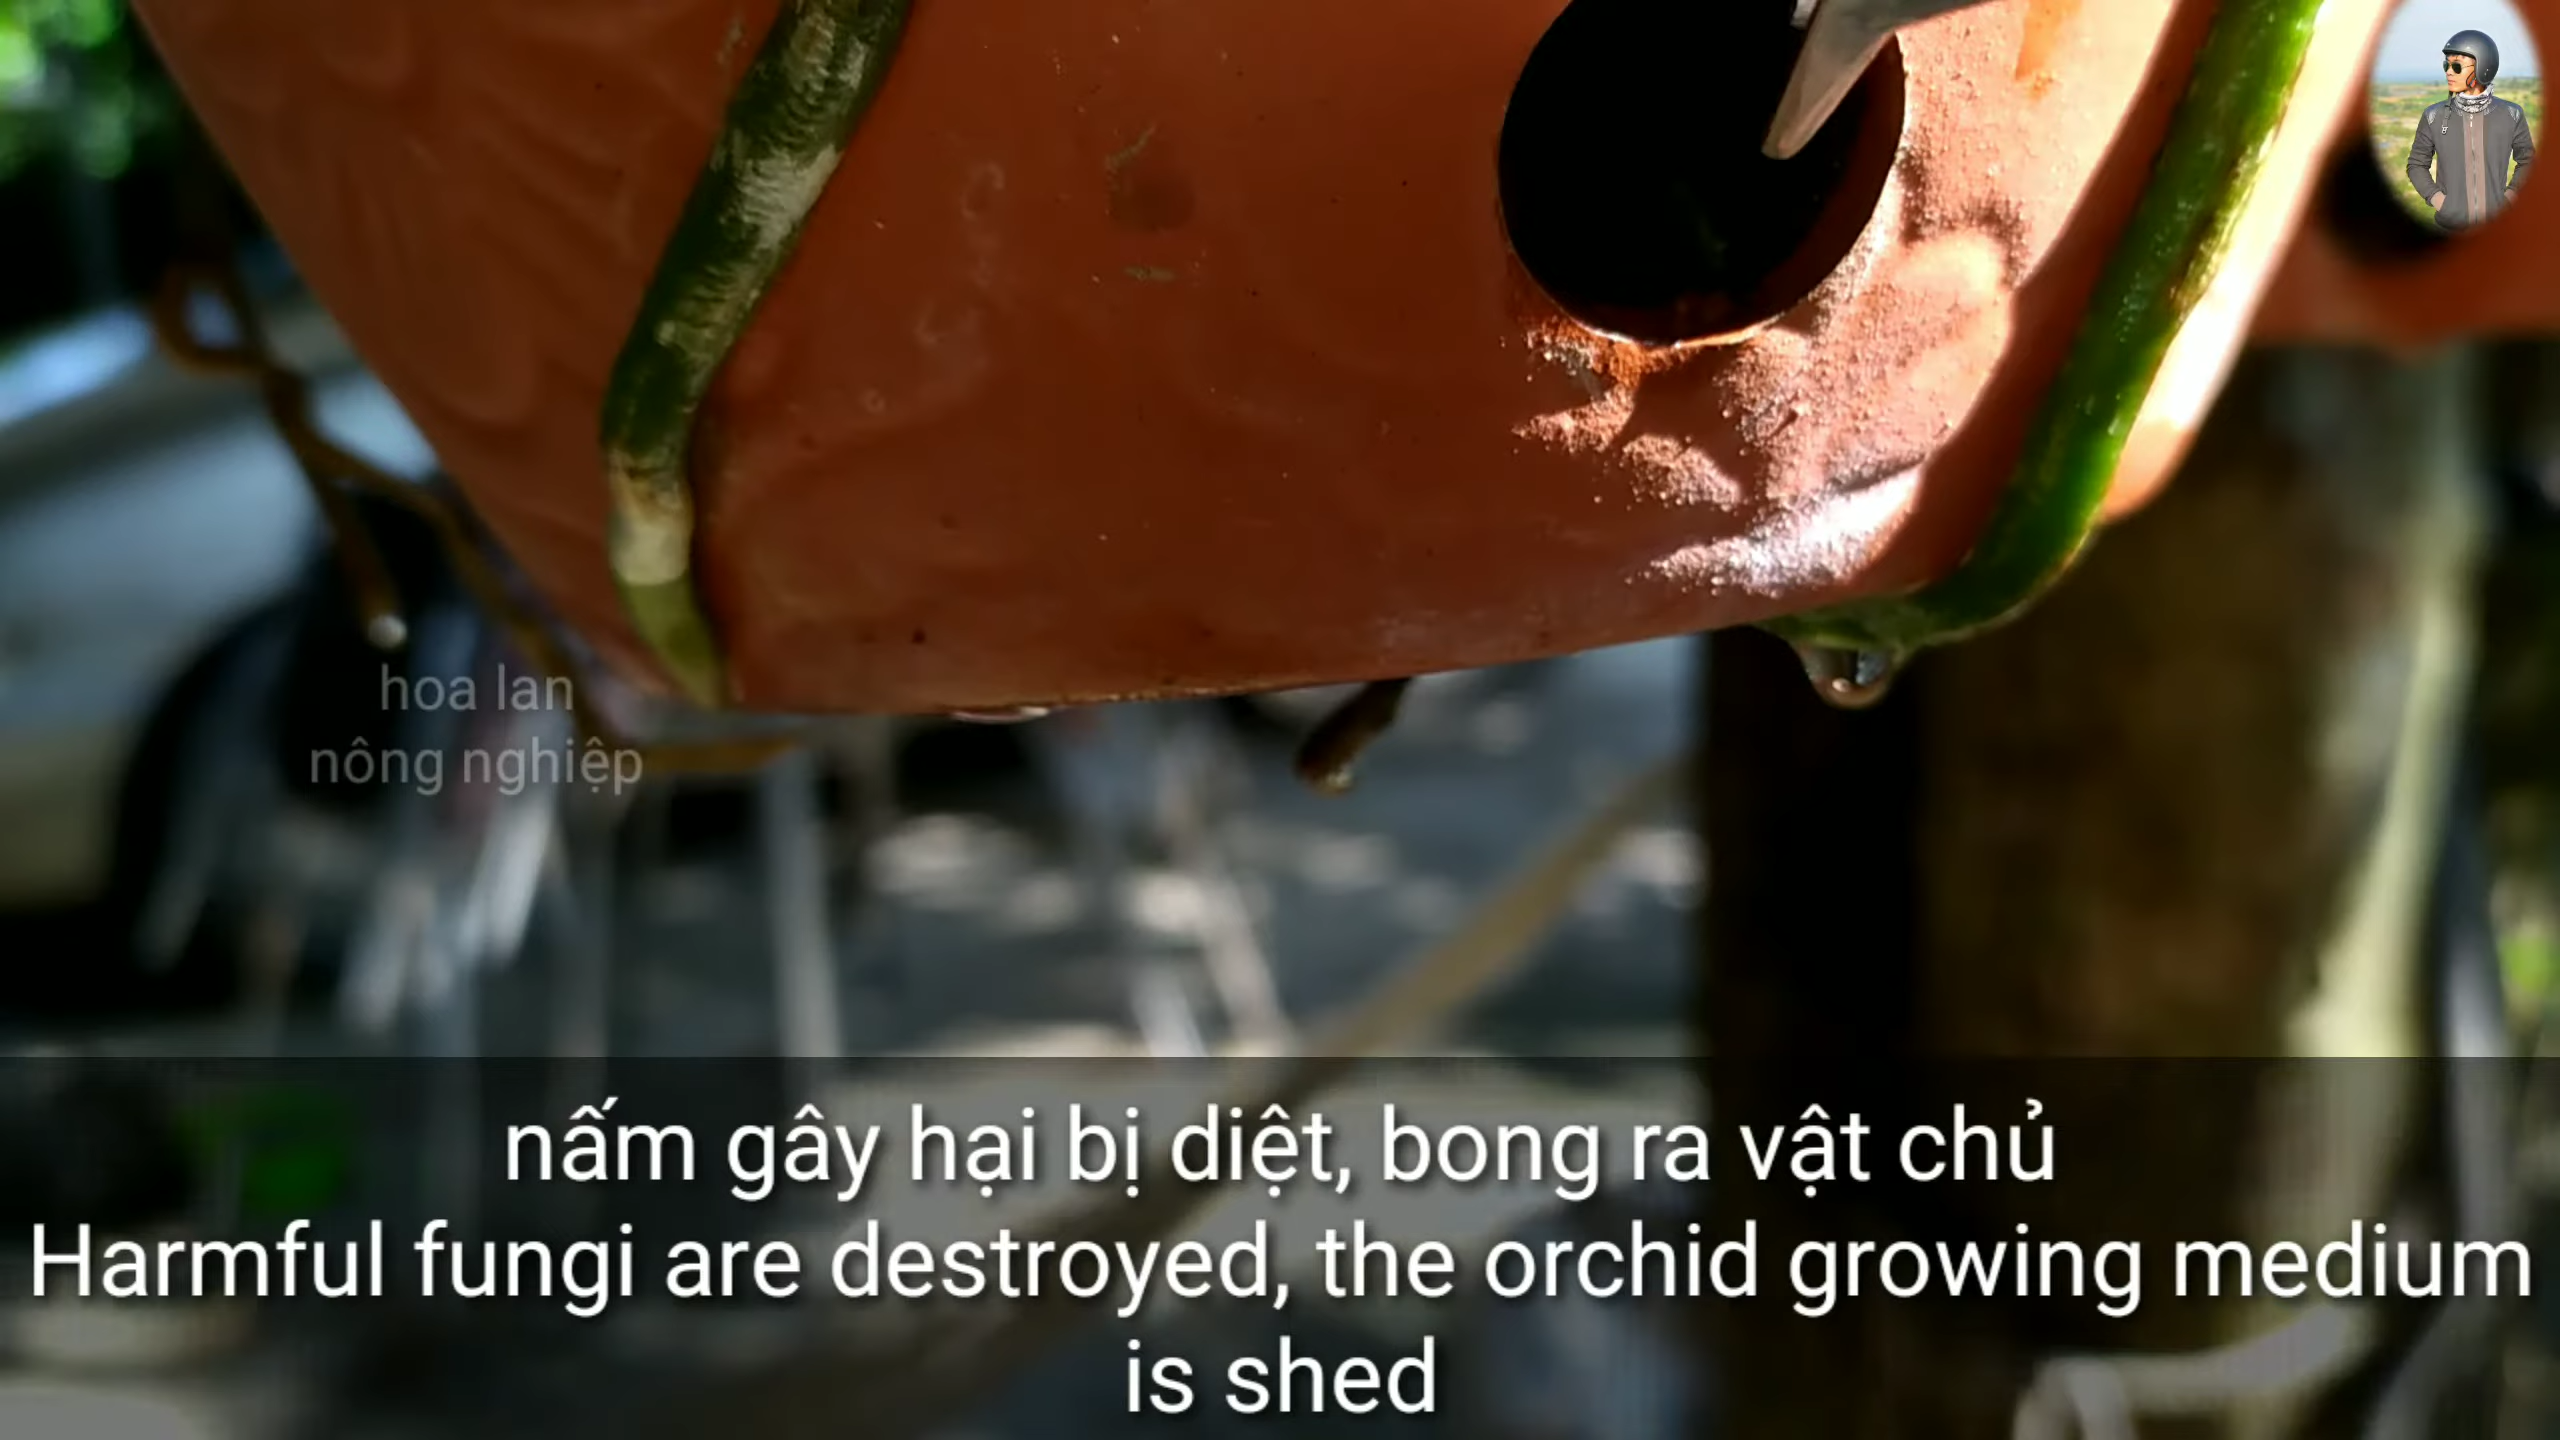 hoa lan
nông nghiệp
nấm gây hại bị diệt, bong ra vật chủ
Harmful fungi are destroyed, the orchid growing medium
is shed